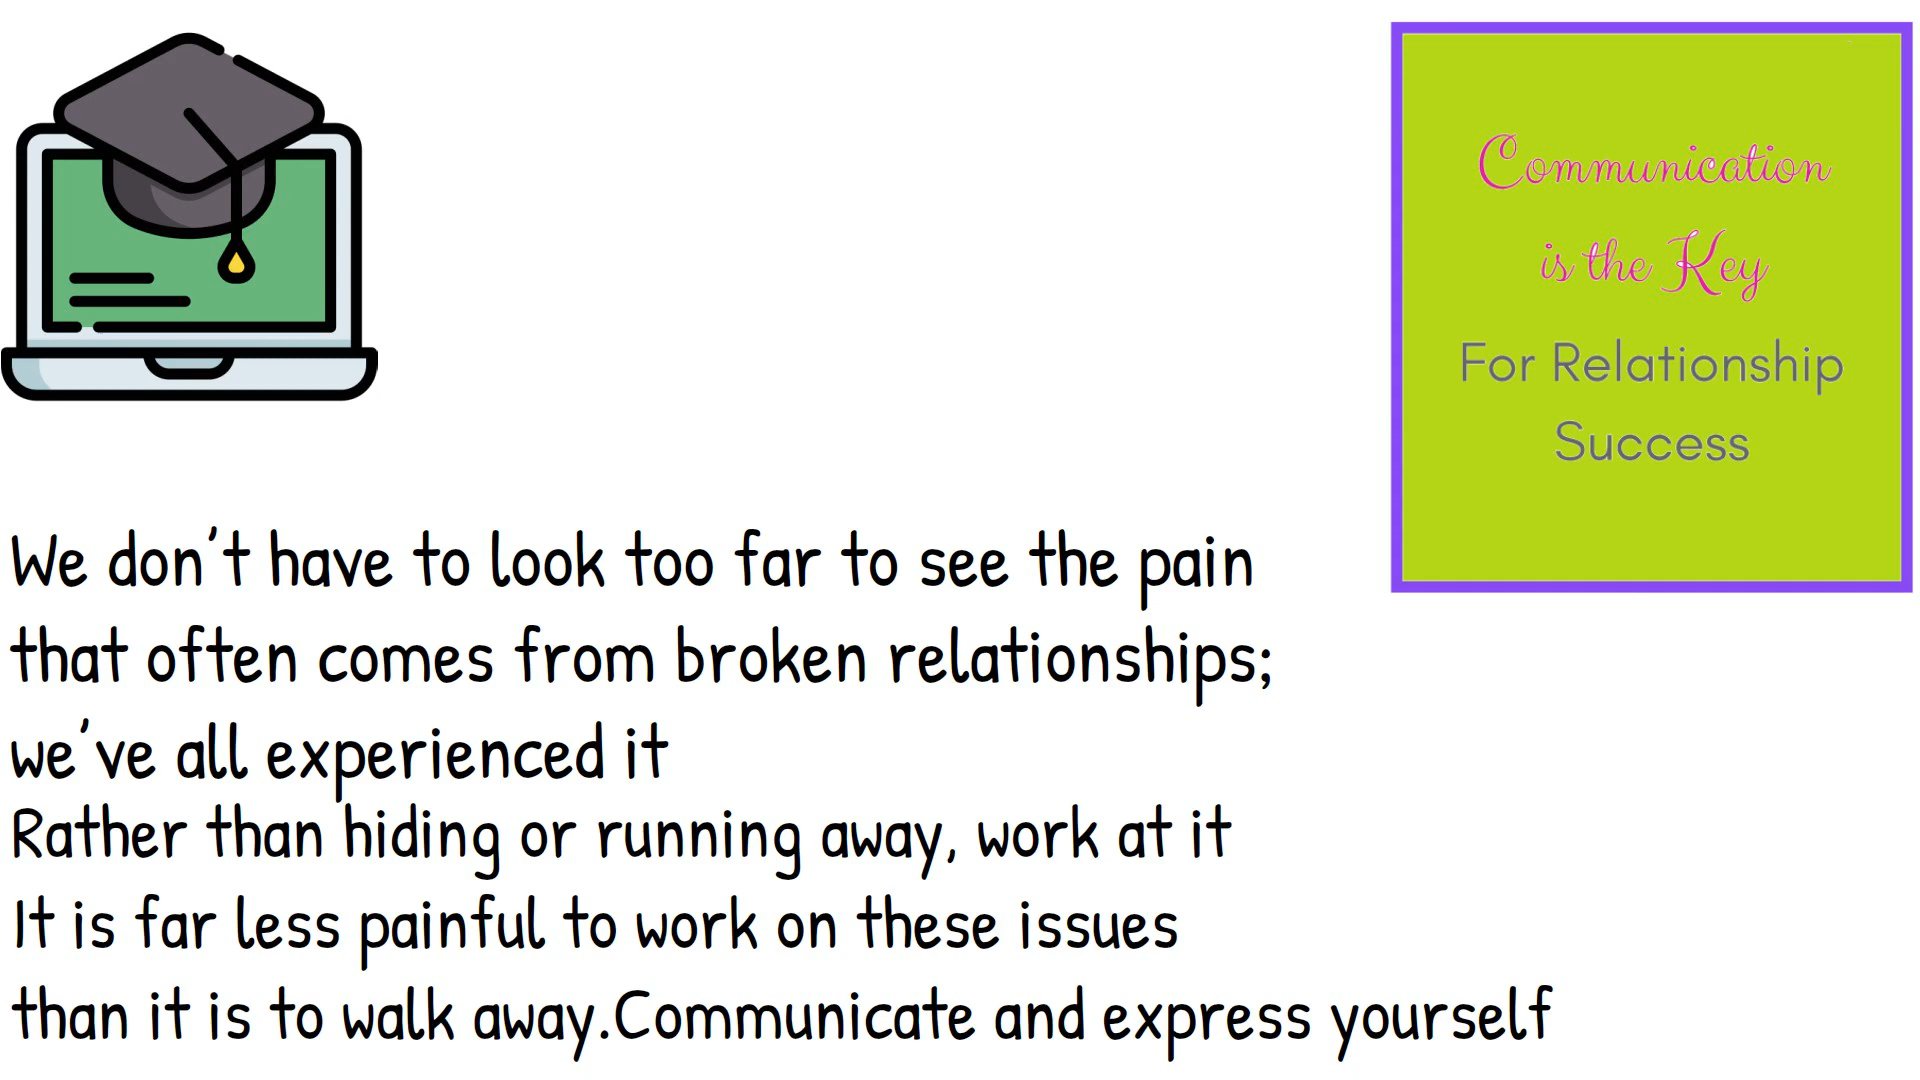 Communication
is the Key
For Relationship
Success
We don't have to look too far to see the pain
that often comes from broken relationships;
we've all experienced it
Rather than hiding or running away, work at it
It is far less painful to work on these issues
than it is to walk away.Communicate and express yourself